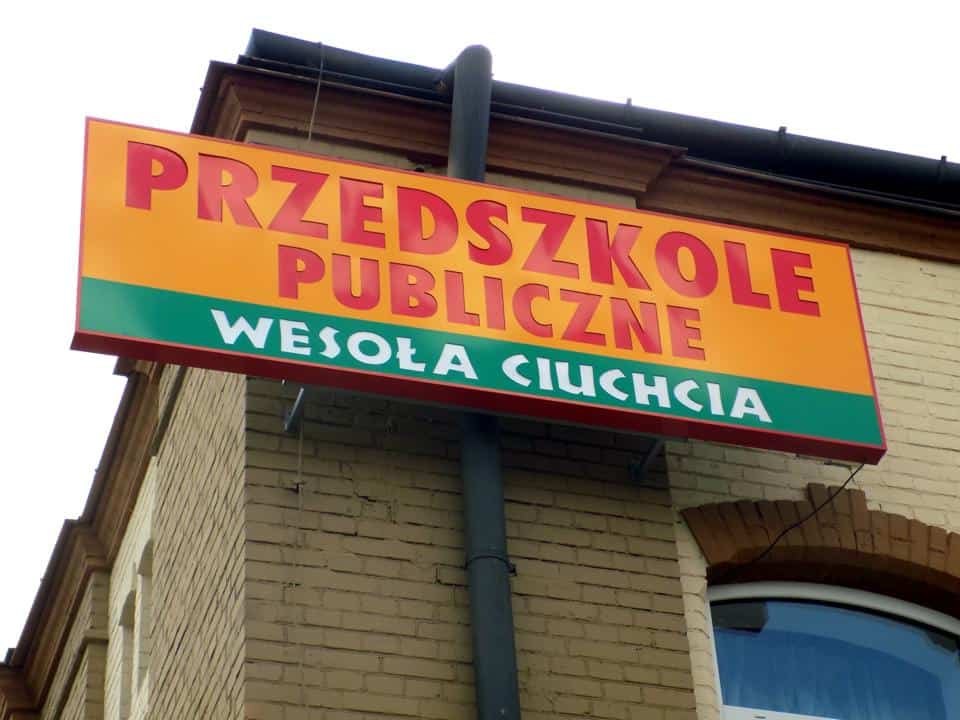 PRZEDSZKOLE
PUBLICZNE
WESOŁA CIUCHCIA